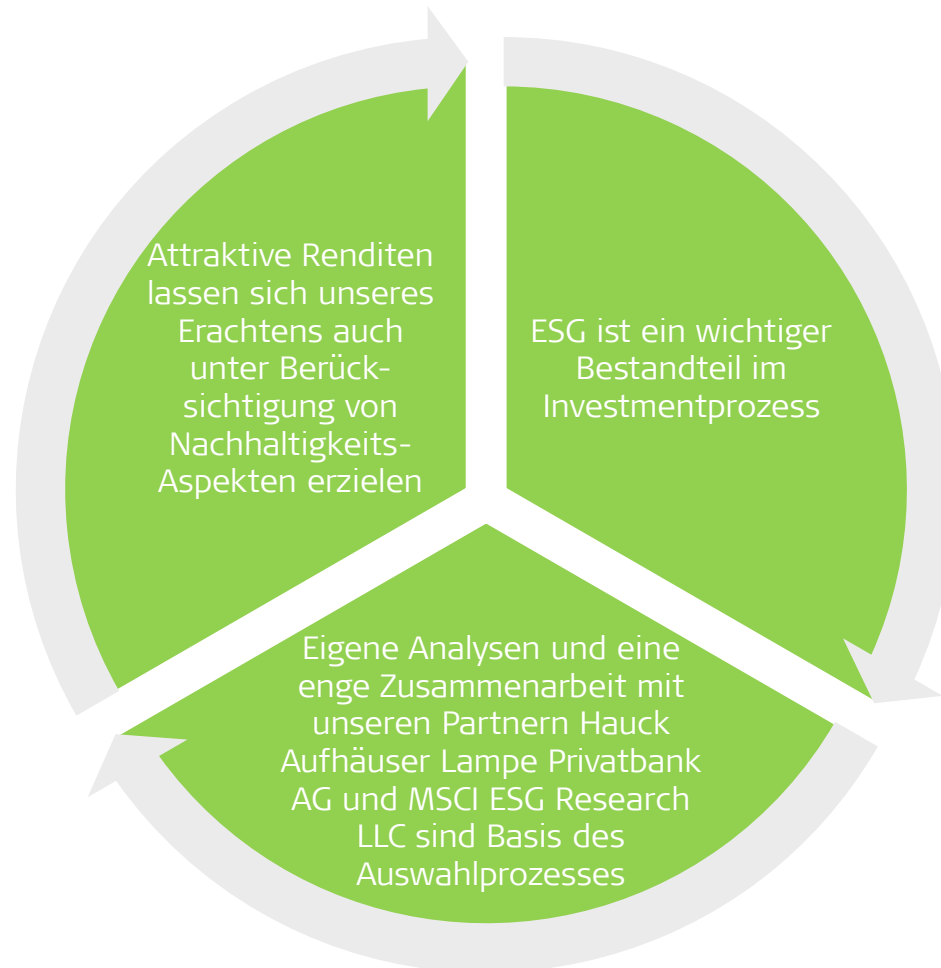 Attraktive Renditen
lassen sich unseres
Erachtens auch
unter Berück-
sichtigung von
Nachhaltigkeits-
Aspekten erzielen
ESG ist ein wichtiger
Bestandteil im
Investmentprozess
Eigene Analysen und eine
enge Zusammenarbeit mit
unseren Partnern Hauck
Aufhäuser Lampe Privatbank
AG und MSCI ESG Research
LLC sind Basis des
Auswahlprozesses